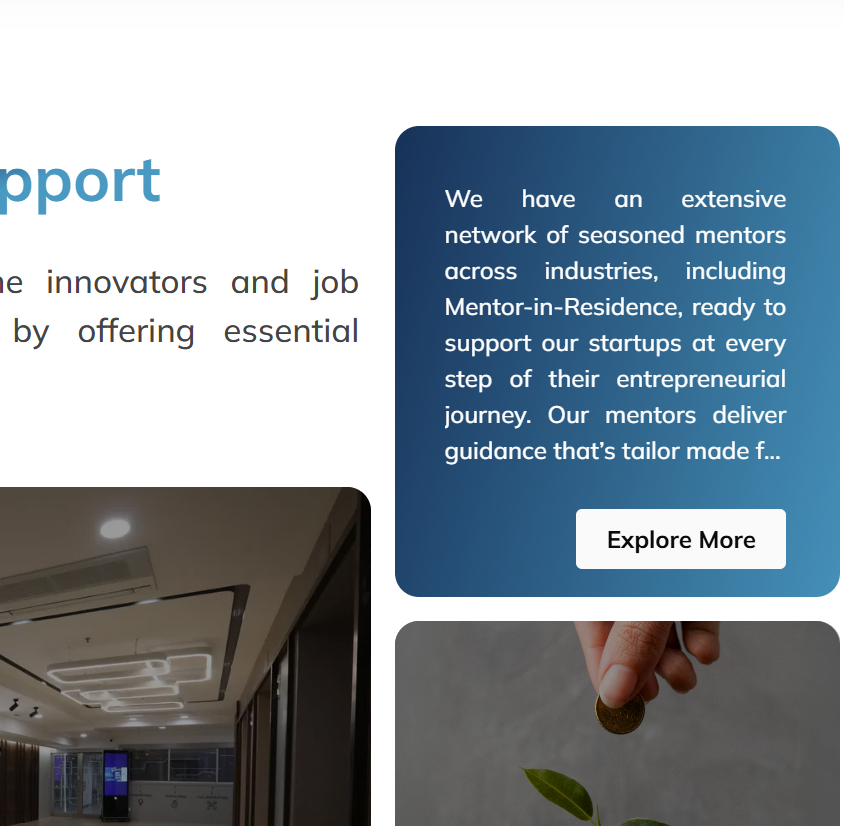 pport
innovators and job
by offering essential
We have an extensive
network of seasoned mentors
across industries, including
Mentor-in-Residence, ready to
support our startups at every
step of their entrepreneurial
journey. Our mentors deliver
guidance that’s tailor made f...
Explore More